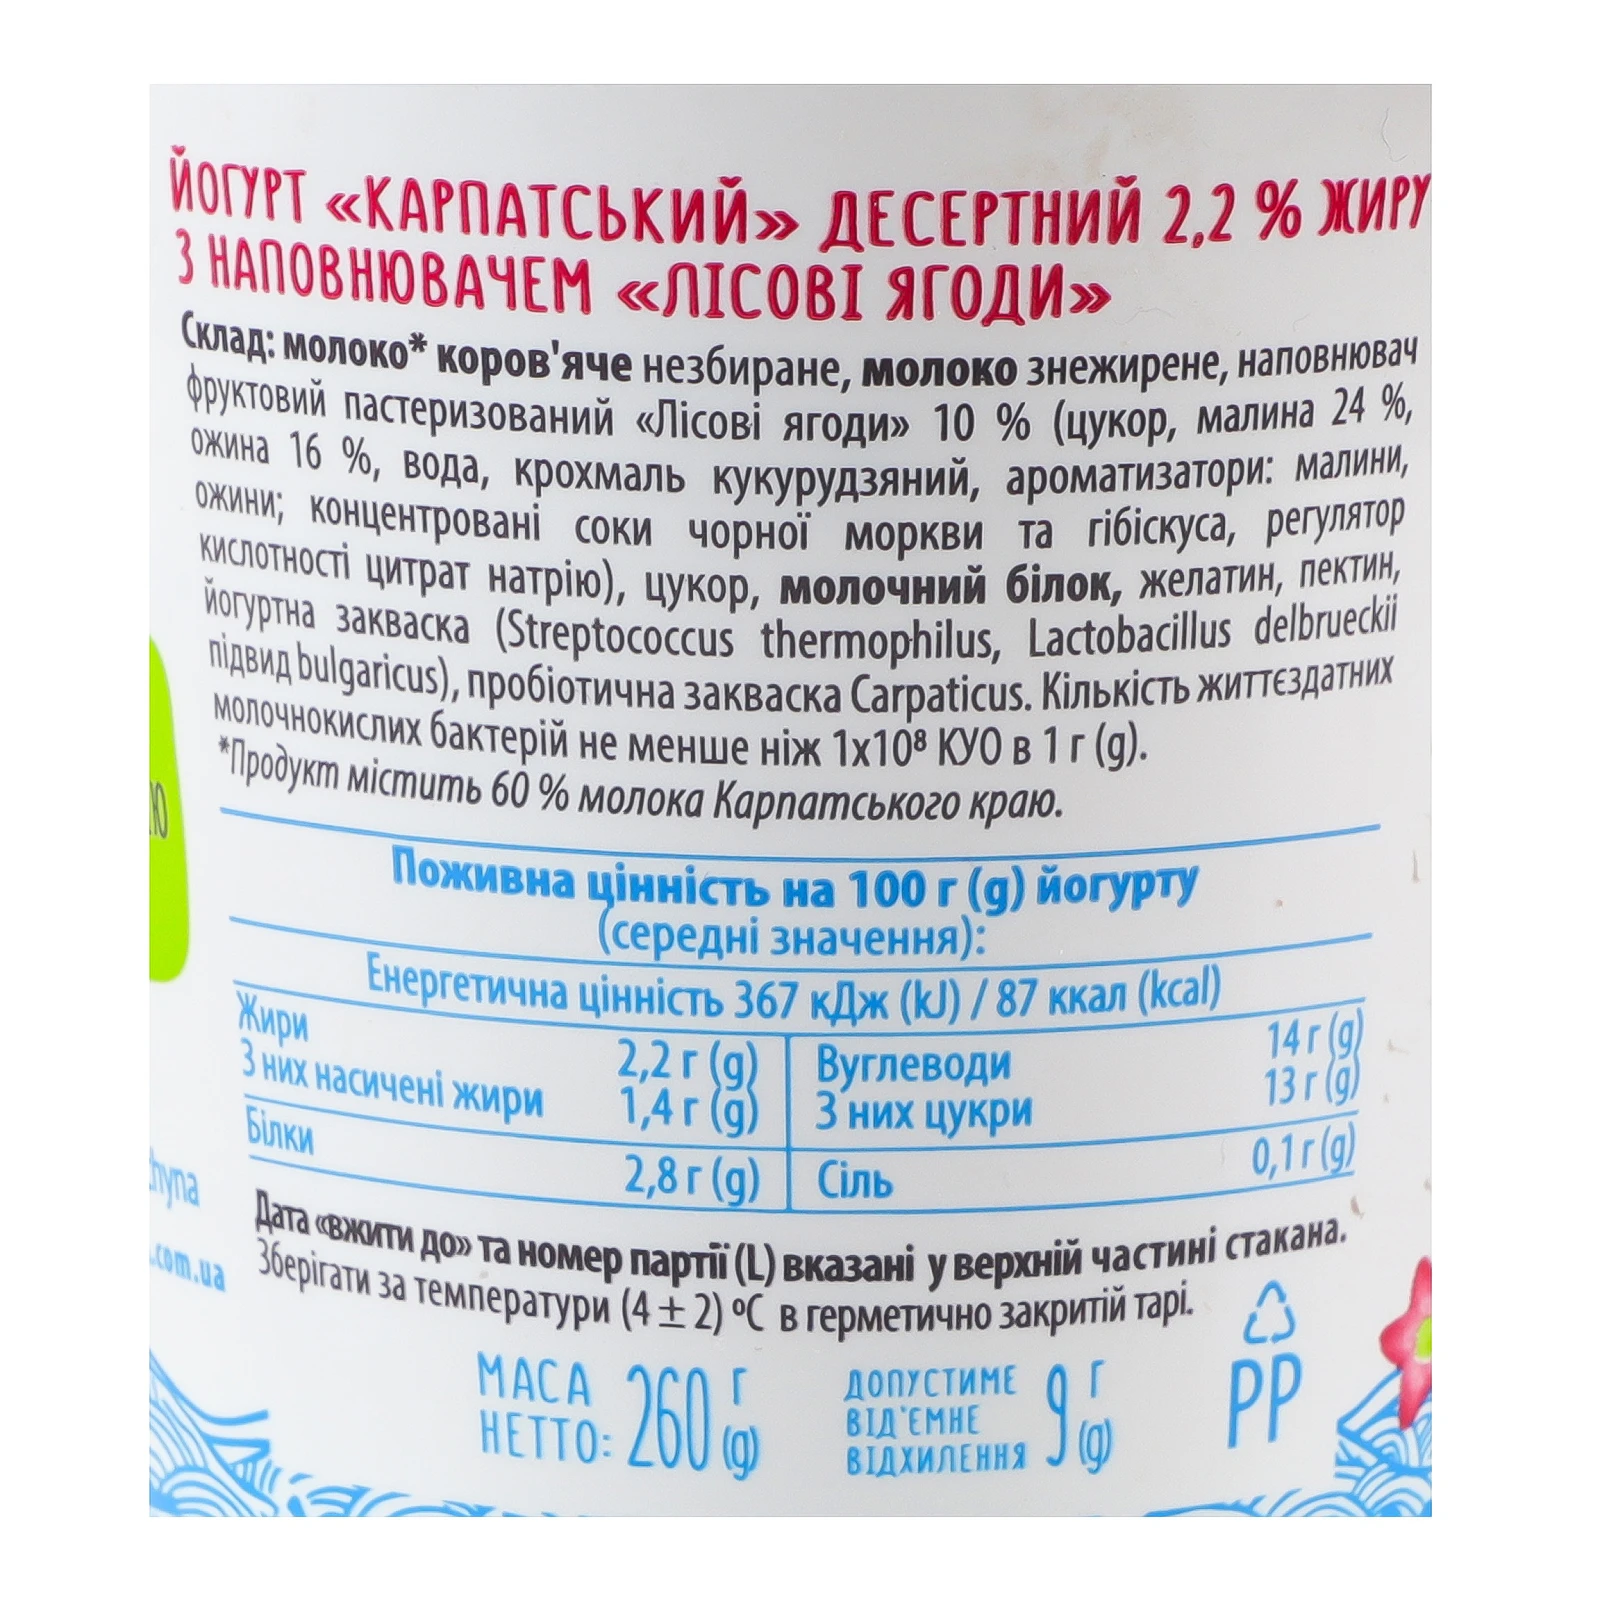 ЙОГУРТ «КАРПАТСЬКИЙ» ДЕСЕРТНИЙ 2,2 % ЖИРУ
З НАПОВНЮВАЧЕМ «ЛІСОВІ ЯГОДИ»
Склад: молоко* коров'яче незбиране, молоко знежирене, наповнювач
фруктовий пастеризований «Лісові ягоди» 10 % (цукор, малина 24 %,
ожина 16 %, вода, крохмаль кукурудзяний, ароматизатори: малини,
ожини; концентровані соки чорної моркви та гібіскуса, регулятор
кислотності цитрат натрію), цукор, молочний білок, желатин, пектин,
йогуртна закваска (Streptococcus thermophilus, Lactobacillus delbrueckii
підвид bulgaricus), пробіотична закваска Carpaticus. Кількість життєздатних
молочнокислих бактерій не менше ніж 1х10⁸ КУО в 1 г (g).
*Продукт містить 60 % молока Карпатського краю.
Поживна цінність на 100 г (g) йогурту
(середні значення):
Енергетична цінність 367 кДж (kJ) / 87 ккал (kcal)
Жири 2,2 г (g) Вуглеводи 14 г (g)
З них насичені жири 1,4 г (g) З них цукри 13 г (g)
Білки 2,8 г (g) Сіль 0,1 г (g)
hyna
.com.ua
Дата «вжити до» та номер партії (L) вказані у верхній частині стакана.
Зберігати за температури (4 ± 2) ºС в герметично закритій тарі.
МАСА НЕТТО: 260 г (g)
ДОПУСТИМЕ ВІД'ЄМНЕ ВІДХИЛЕННЯ 9 г (g)
PP